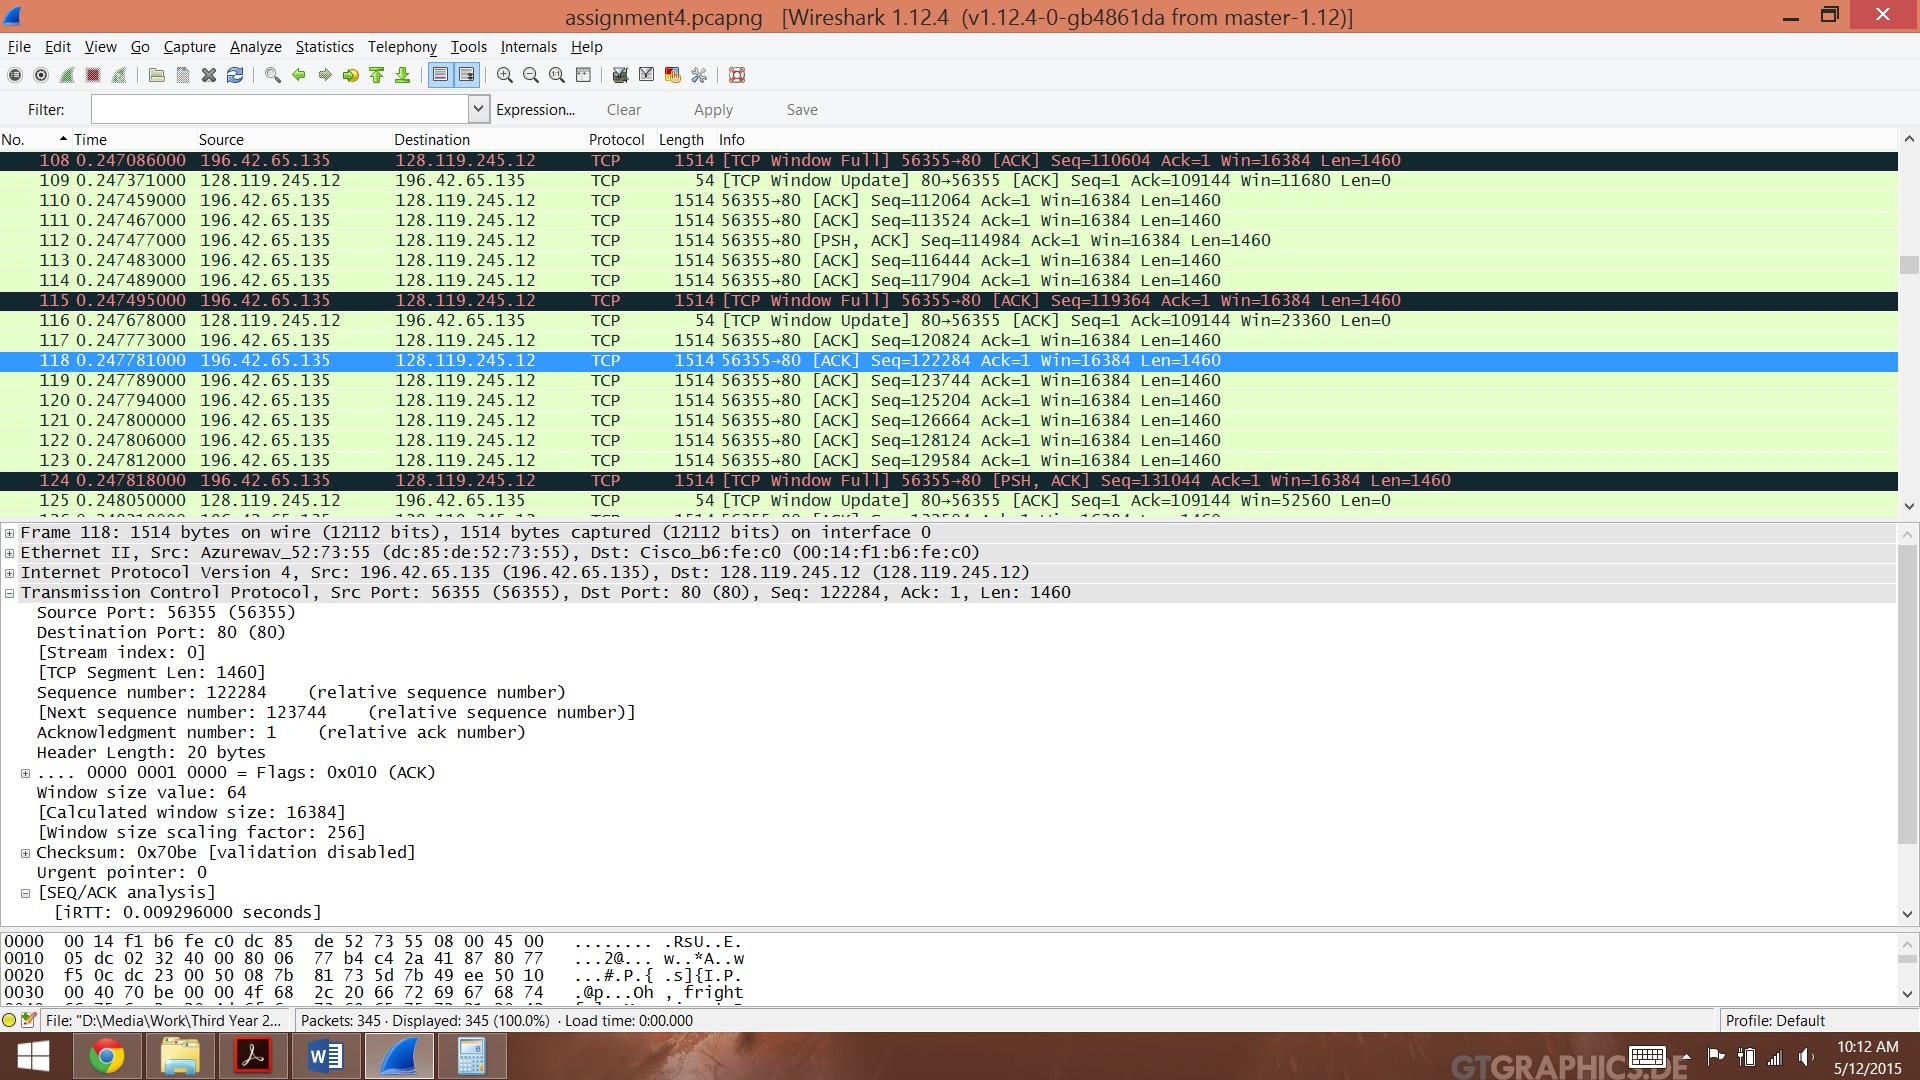 assignment4.pcapng   [Wireshark 1.12.4  (v1.12.4-0-gb4861da from master-1.12)]
File Edit View Go Capture Analyze Statistics Telephony Tools Internals Help
Filter: Expression... Clear Apply Save
No. Time Source Destination Protocol Length Info
108 0.247086000 196.42.65.135 128.119.245.12 TCP 1514 [TCP Window Full] 56355→80 [ACK] Seq=110604 Ack=1 Win=16384 Len=1460
109 0.247371000 128.119.245.12 196.42.65.135 TCP 54 [TCP Window Update] 80→56355 [ACK] Seq=1 Ack=109144 Win=11680 Len=0
110 0.247459000 196.42.65.135 128.119.245.12 TCP 1514 56355→80 [ACK] Seq=112064 Ack=1 Win=16384 Len=1460
111 0.247467000 196.42.65.135 128.119.245.12 TCP 1514 56355→80 [ACK] Seq=113524 Ack=1 Win=16384 Len=1460
112 0.247477000 196.42.65.135 128.119.245.12 TCP 1514 56355→80 [PSH, ACK] Seq=114984 Ack=1 Win=16384 Len=1460
113 0.247483000 196.42.65.135 128.119.245.12 TCP 1514 56355→80 [ACK] Seq=116444 Ack=1 Win=16384 Len=1460
114 0.247489000 196.42.65.135 128.119.245.12 TCP 1514 56355→80 [ACK] Seq=117904 Ack=1 Win=16384 Len=1460
115 0.247495000 196.42.65.135 128.119.245.12 TCP 1514 [TCP Window Full] 56355→80 [ACK] Seq=119364 Ack=1 Win=16384 Len=1460
116 0.247678000 128.119.245.12 196.42.65.135 TCP 54 [TCP Window Update] 80→56355 [ACK] Seq=1 Ack=109144 Win=23360 Len=0
117 0.247773000 196.42.65.135 128.119.245.12 TCP 1514 56355→80 [ACK] Seq=120824 Ack=1 Win=16384 Len=1460
118 0.247781000 196.42.65.135 128.119.245.12 TCP 1514 56355→80 [ACK] Seq=122284 Ack=1 Win=16384 Len=1460
119 0.247789000 196.42.65.135 128.119.245.12 TCP 1514 56355→80 [ACK] Seq=123744 Ack=1 Win=16384 Len=1460
120 0.247794000 196.42.65.135 128.119.245.12 TCP 1514 56355→80 [ACK] Seq=125204 Ack=1 Win=16384 Len=1460
121 0.247800000 196.42.65.135 128.119.245.12 TCP 1514 56355→80 [ACK] Seq=126664 Ack=1 Win=16384 Len=1460
122 0.247806000 196.42.65.135 128.119.245.12 TCP 1514 56355→80 [ACK] Seq=128124 Ack=1 Win=16384 Len=1460
123 0.247812000 196.42.65.135 128.119.245.12 TCP 1514 56355→80 [ACK] Seq=129584 Ack=1 Win=16384 Len=1460
124 0.247818000 196.42.65.135 128.119.245.12 TCP 1514 [TCP Window Full] 56355→80 [PSH, ACK] Seq=131044 Ack=1 Win=16384 Len=1460
125 0.248050000 128.119.245.12 196.42.65.135 TCP 54 [TCP Window Update] 80→56355 [ACK] Seq=1 Ack=109144 Win=52560 Len=0
Frame 118: 1514 bytes on wire (12112 bits), 1514 bytes captured (12112 bits) on interface 0
Ethernet II, Src: Azurewav_52:73:55 (dc:85:de:52:73:55), Dst: Cisco_b6:fe:c0 (00:14:f1:b6:fe:c0)
Internet Protocol Version 4, Src: 196.42.65.135 (196.42.65.135), Dst: 128.119.245.12 (128.119.245.12)
Transmission Control Protocol, Src Port: 56355 (56355), Dst Port: 80 (80), Seq: 122284, Ack: 1, Len: 1460
Source Port: 56355 (56355)
Destination Port: 80 (80)
[Stream index: 0]
[TCP Segment Len: 1460]
Sequence number: 122284    (relative sequence number)
[Next sequence number: 123744    (relative sequence number)]
Acknowledgment number: 1    (relative ack number)
Header Length: 20 bytes
.... 0000 0001 0000 = Flags: 0x010 (ACK)
Window size value: 64
[Calculated window size: 16384]
[Window size scaling factor: 256]
Checksum: 0x70be [validation disabled]
Urgent pointer: 0
[SEQ/ACK analysis]
[iRTT: 0.009296000 seconds]
0000  00 14 f1 b6 fe c0 dc 85  de 52 73 55 08 00 45 00   ........ .RsU..E.
0010  05 dc 02 32 40 00 80 06  77 b4 c4 2a 41 87 80 77   ...2@... w..*A..w
0020  f5 0c dc 23 00 50 08 7b  81 73 5d 7b 49 ee 50 10   ...#.P.{ .s]{I.P.
0030  00 40 70 be 00 00 4f 68  2c 20 66 72 69 67 68 74   .@p...Oh , fright
File: "D:\Media\Work\Third Year 2... Packets: 345 · Displayed: 345 (100.0%) · Load time: 0:00.000 Profile: Default
GTGRAPHICS.DE
10:12 AM
5/12/2015